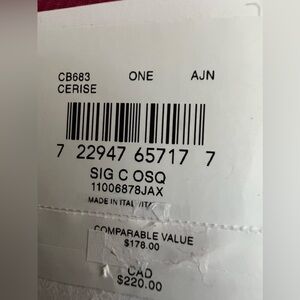 CB683 ONE AJN
CERISE
7 22947 65717 7
SIG C OSQ
11006878JAX
MADE IN
COMPARABLE VALUE
$178.00
CAD
$220.00